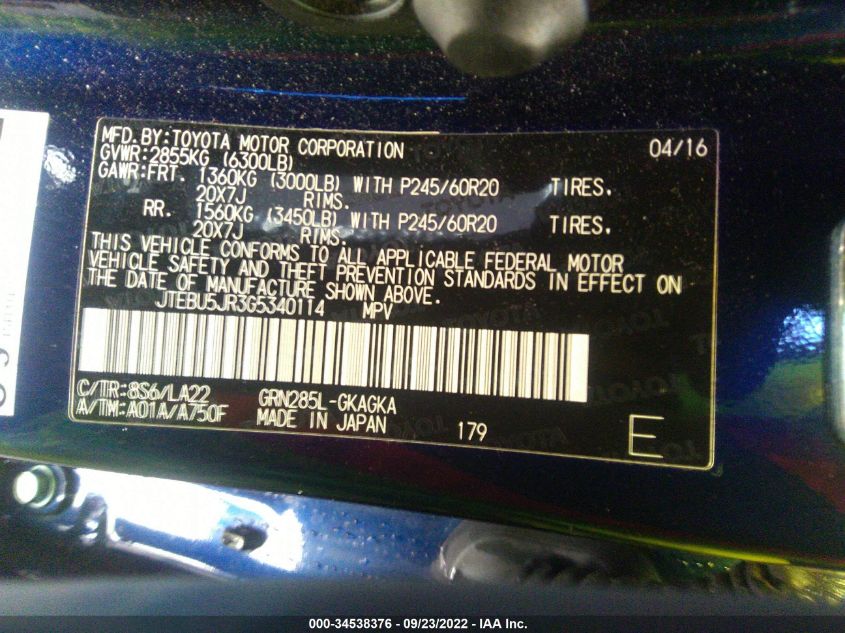 MFD.BY:TOYOTA MOTOR CORPORATION 04/16
GVWR:2855KG (6300LB)
GAWR:FRT. 1360KG (3000LB) WITH P245/60R20 TIRES,
20X7J RIMS.
RR. 1560KG (3450LB) WITH P245/60R20 TIRES,
20X7J RIMS.
THIS VEHICLE CONFORMS TO ALL APPLICABLE FEDERAL MOTOR
VEHICLE SAFETY AND THEFT PREVENTION STANDARDS IN EFFECT ON
THE DATE OF MANUFACTURE SHOWN ABOVE.
JTEBU5JR3G5340114 MPV
C/TR:8S6/LA22 GRN285L-GKAGKA
A/TM:A01A/A750F MADE IN JAPAN 179 E
000-34538376 - 09/23/2022 - IAA Inc.